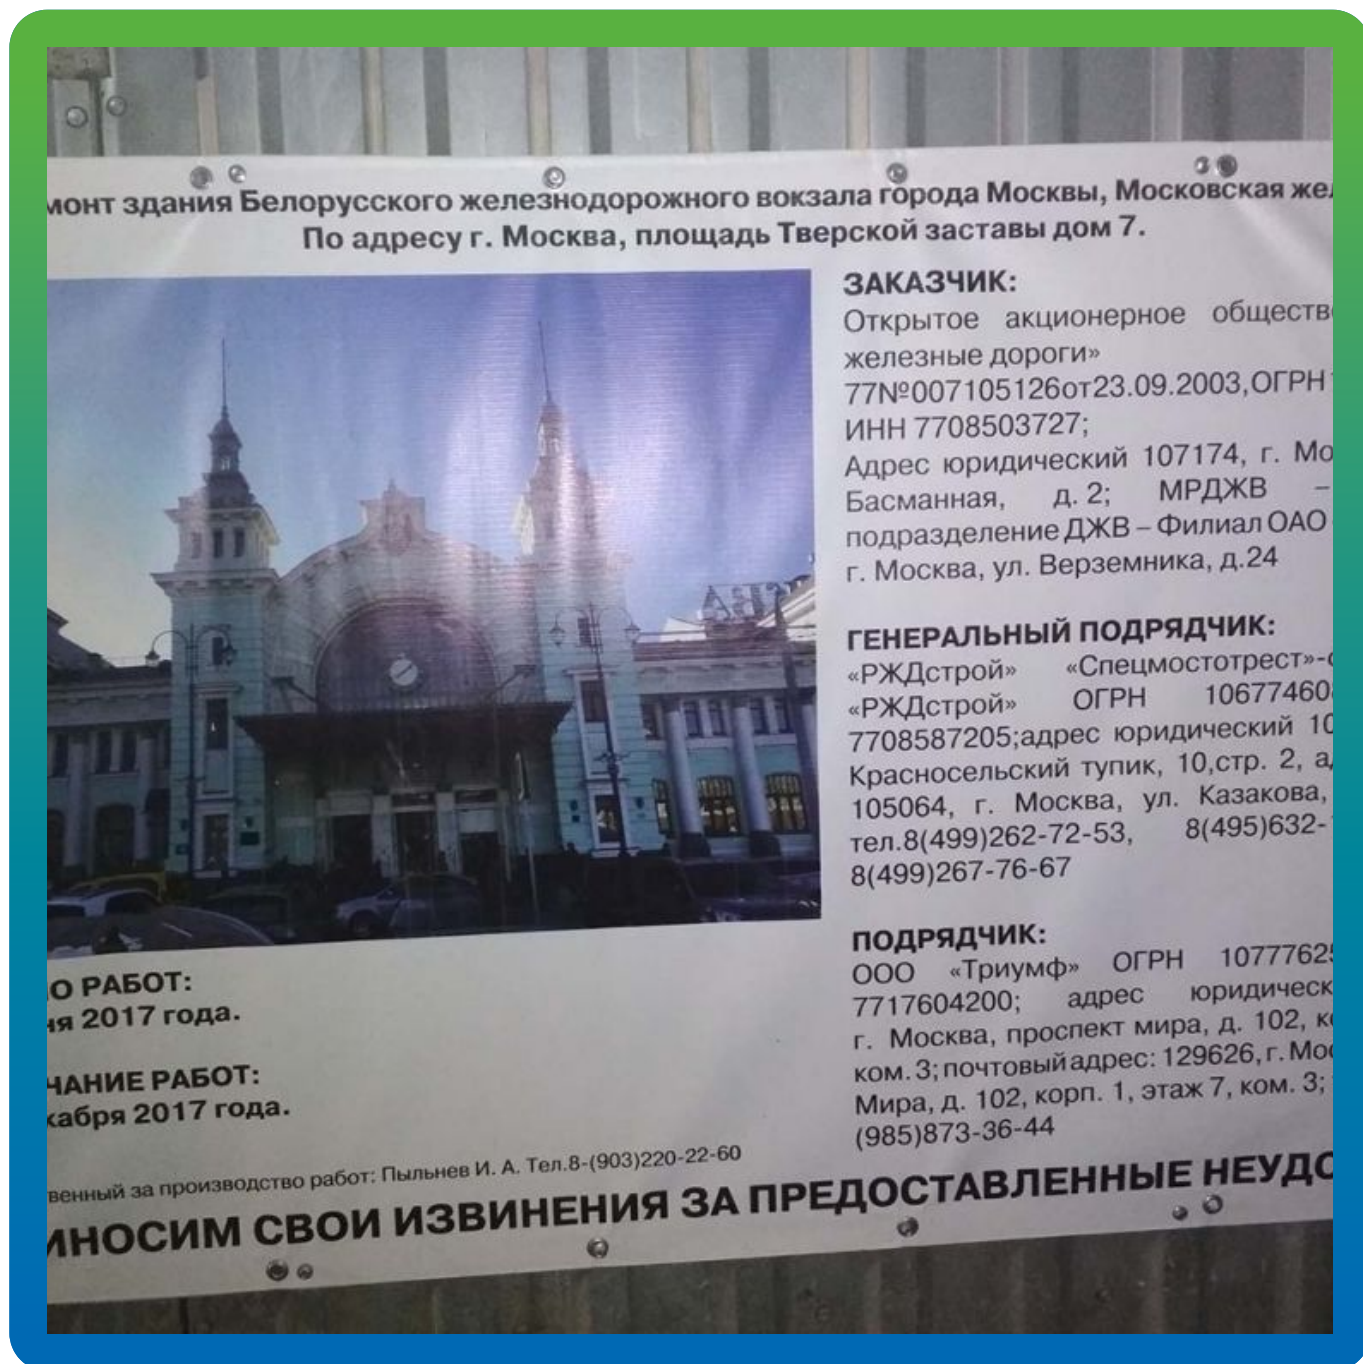 монт здания Белорусского железнодорожного вокзала города Москвы, Московская жел
По адресу г. Москва, площадь Тверской заставы дом 7.
ЗАКАЗЧИК:
Открытое акционерное обществ
железные дороги»
77№007105126от23.09.2003,ОГРН
ИНН 7708503727;
Адрес юридический 107174, г. Мо
Басманная, д. 2; МРДЖВ –
подразделение ДЖВ – Филиал ОАО
г. Москва, ул. Верземника, д.24
ГЕНЕРАЛЬНЫЙ ПОДРЯДЧИК:
«РЖДстрой» «Спецмостотрест»-
«РЖДстрой» ОГРН 106774608
7708587205;адрес юридический 10
Красносельский тупик, 10,стр. 2, а
105064, г. Москва, ул. Казакова,
тел.8(499)262-72-53, 8(495)632-
8(499)267-76-67
ПОДРЯДЧИК:
ООО «Триумф» ОГРН 10777625
7717604200; адрес юридическ
г. Москва, проспект мира, д. 102, к
ком. 3; почтовый адрес: 129626, г. Мос
Мира, д. 102, корп. 1, этаж 7, ком. 3;
(985)873-36-44
О РАБОТ:
ня 2017 года.
ЧАНИЕ РАБОТ:
кабря 2017 года.
венный за производство работ: Пыльнев И. А. Тел.8-(903)220-22-60
ИНОСИМ СВОИ ИЗВИНЕНИЯ ЗА ПРЕДОСТАВЛЕННЫЕ НЕУДО